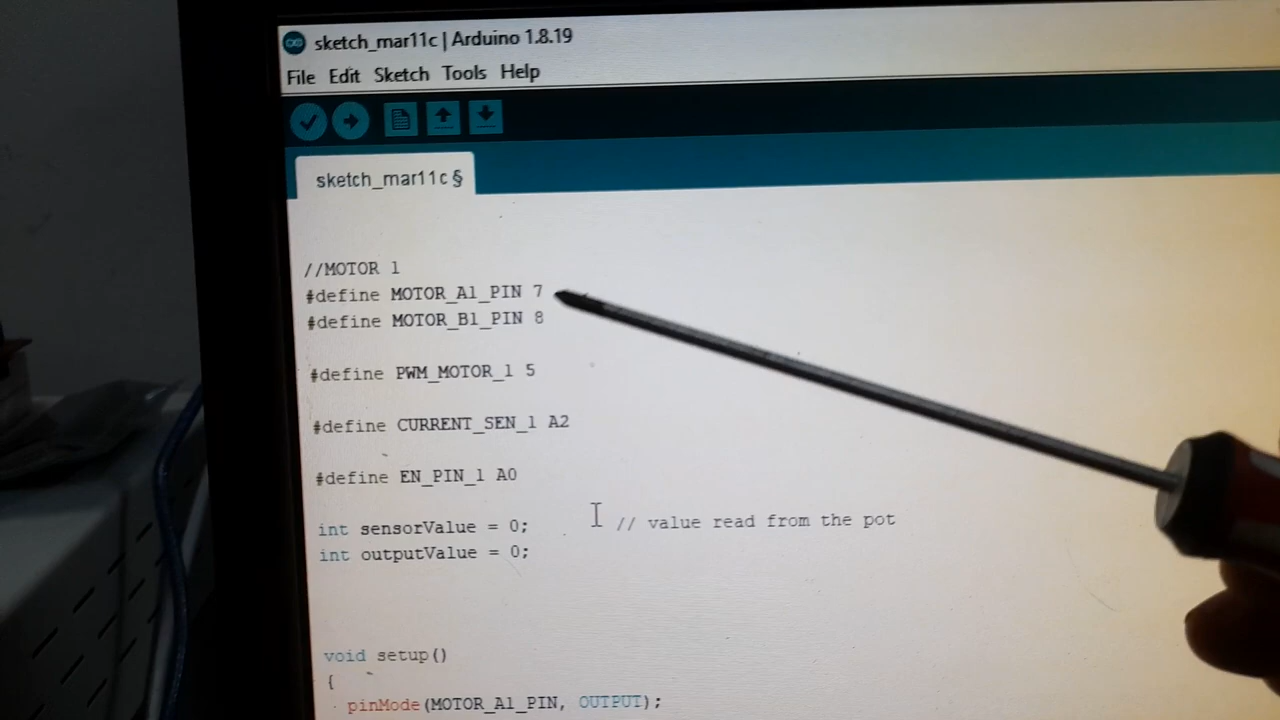 sketch_mar11c | Arduino 1.8.19
File Edit Sketch Tools Help
sketch_mar11c §
//MOTOR 1
#define MOTOR_A1_PIN 7
#define MOTOR_B1_PIN 8
#define PWM_MOTOR_1 5
#define CURRENT_SEN_1 A2
#define EN_PIN_1 A0
int sensorValue = 0; // value read from the pot
int outputValue = 0;
void setup()
{
pinMode(MOTOR_A1_PIN, OUTPUT);